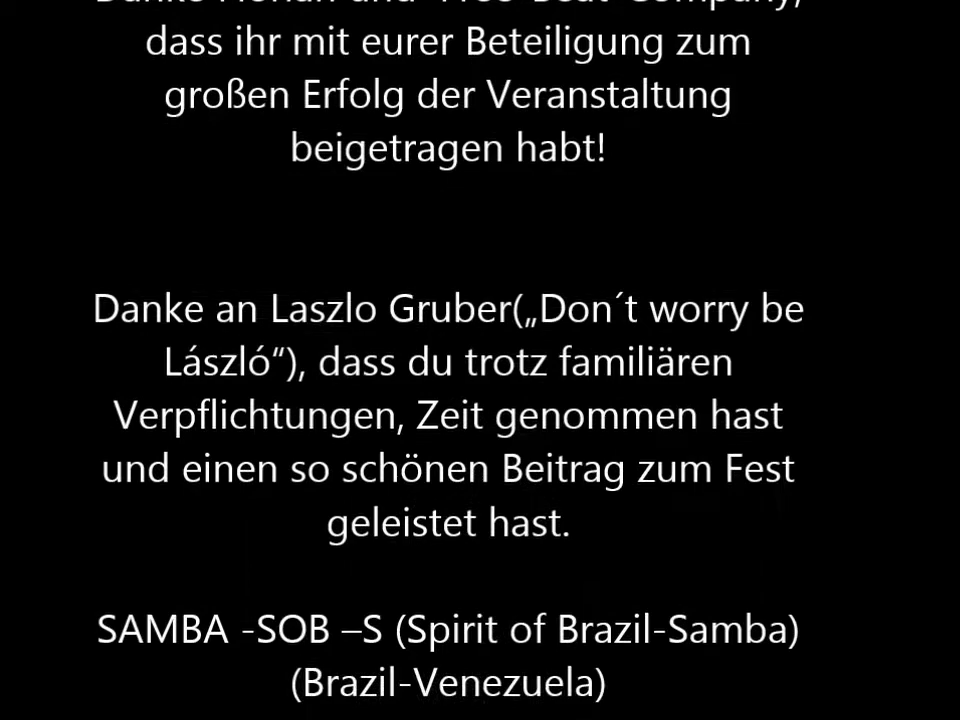 dass ihr mit eurer Beteiligung zum
großen Erfolg der Veranstaltung
beigetragen habt!
Danke an Laszlo Gruber(„Don´t worry be
László“), dass du trotz familiären
Verpflichtungen, Zeit genommen hast
und einen so schönen Beitrag zum Fest
geleistet hast.
SAMBA -SOB –S (Spirit of Brazil-Samba)
(Brazil-Venezuela)